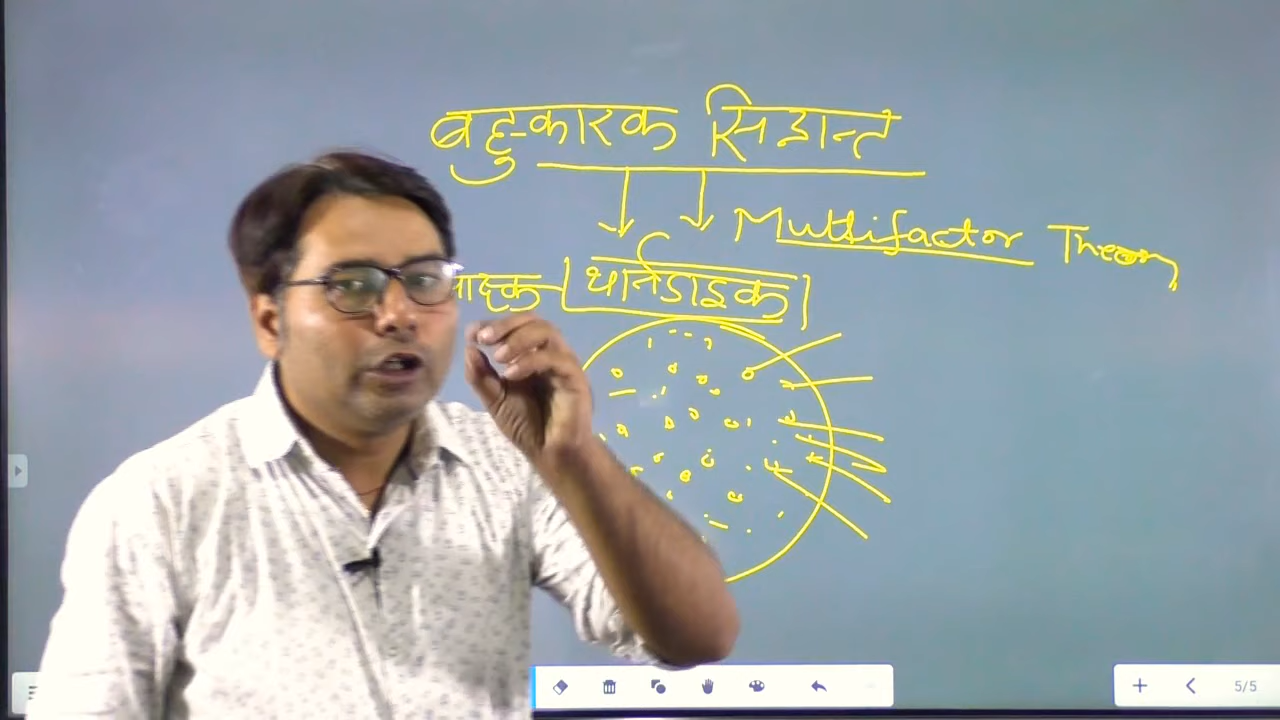 बहु-कारक सिद्धान्त
Multifactor Theory
थार्नडाइक
5/5